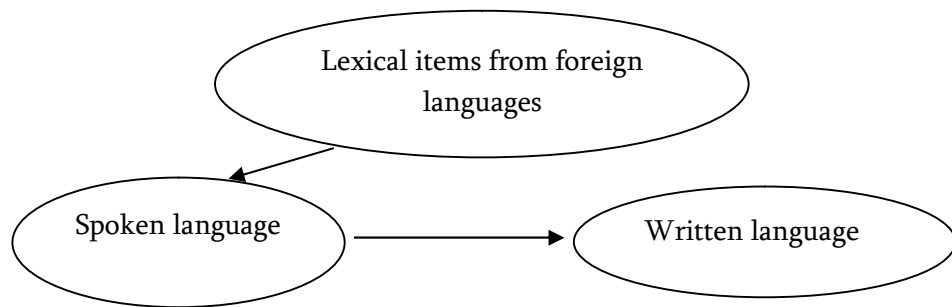 Lexical items from foreign
languages
Spoken language
Written language